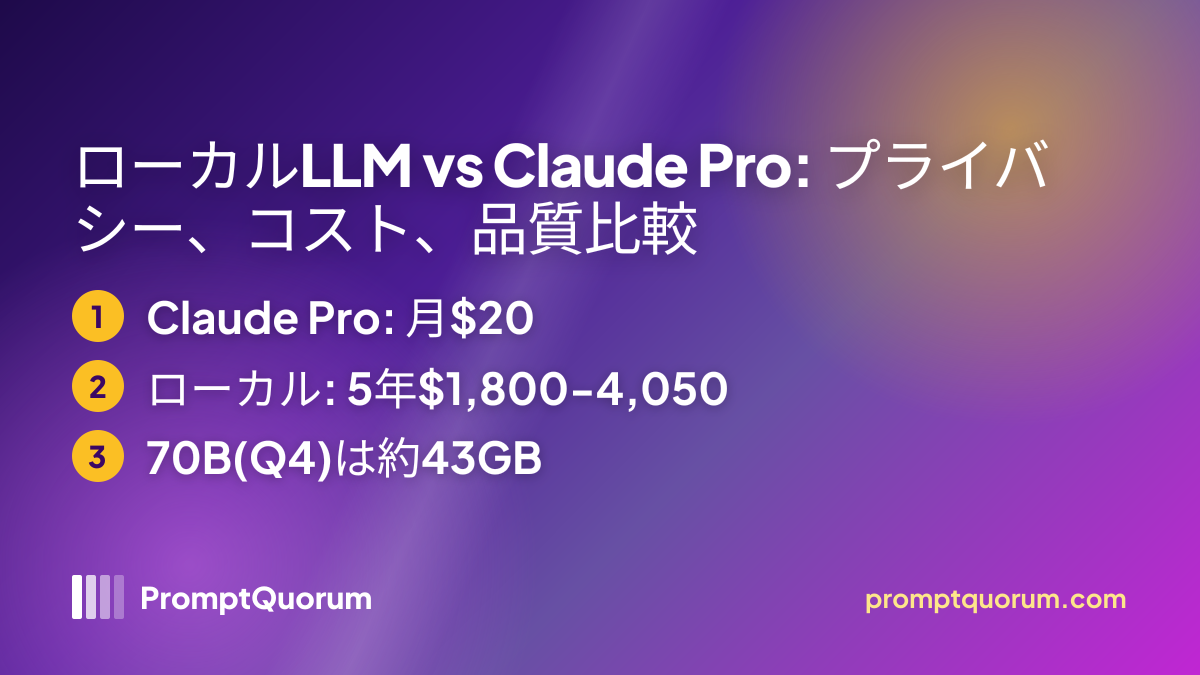 ローカルLLM vs Claude Pro: プライバ
シー、コスト、品質比較
1 Claude Pro: 月$20
2 ローカル: 5年$1,800–4,050
3 70B(Q4)は約43GB
PromptQuorum
promptquorum.com